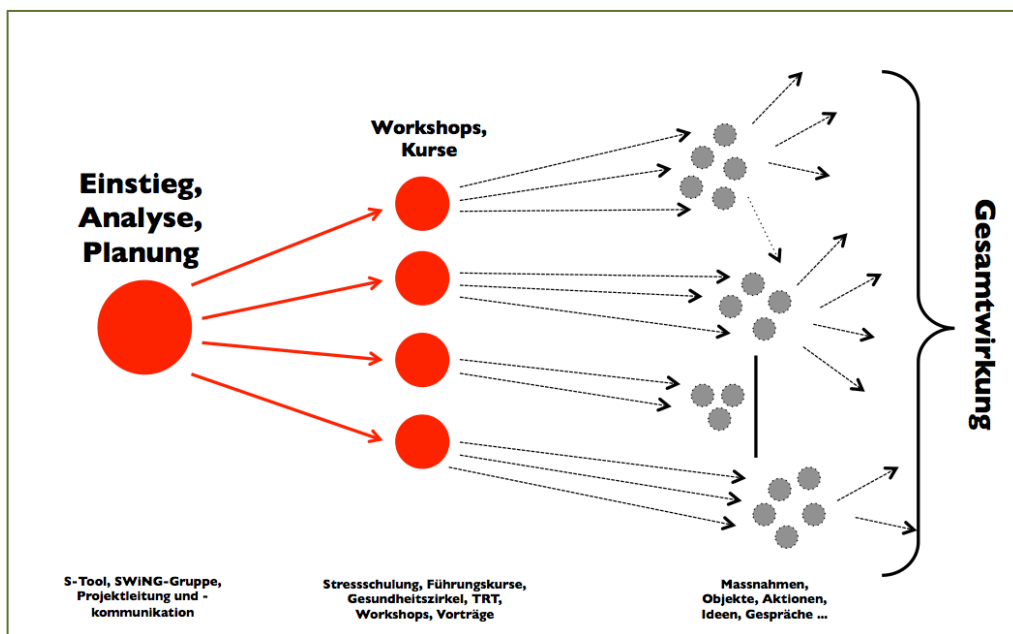 Workshops,
Kurse
Einstieg,
Analyse,
Planung
Gesamtwirkung
S-Tool, SWiNG-Gruppe,
Projektleitung und -
kommunikation
Stressschulung, Führungskurse,
Gesundheitszirkel, TRT,
Workshops, Vorträge
Massnahmen,
Objekte, Aktionen,
Ideen, Gespräche ...